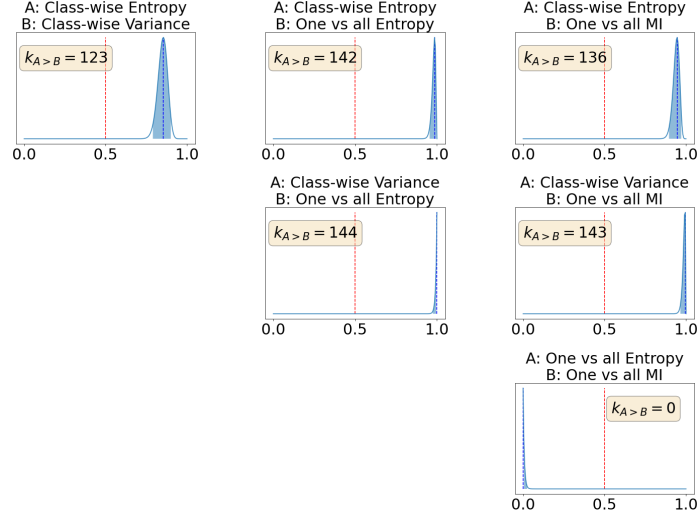 A: Class-wise Entropy
B: Class-wise Variance
k_{A>B} = 123
0.0 0.5 1.0
A: Class-wise Entropy
B: One vs all Entropy
k_{A>B} = 142
0.0 0.5 1.0
A: Class-wise Entropy
B: One vs all MI
k_{A>B} = 136
0.0 0.5 1.0
A: Class-wise Variance
B: One vs all Entropy
k_{A>B} = 144
0.0 0.5 1.0
A: Class-wise Variance
B: One vs all MI
k_{A>B} = 143
0.0 0.5 1.0
A: One vs all Entropy
B: One vs all MI
k_{A>B} = 0
0.0 0.5 1.0